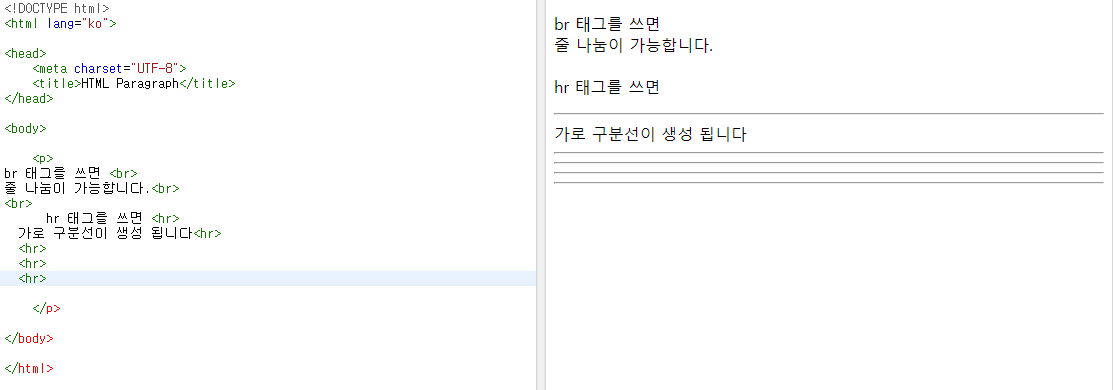 <!DOCTYPE html>
<html lang="ko">
<head>
<meta charset="UTF-8">
<title>HTML Paragraph</title>
</head>
<body>
<p>
br 태그를 쓰면 <br>
줄 나눔이 가능합니다.<br>
<br>
hr 태그를 쓰면 <hr>
가로 구분선이 생성 됩니다<hr>
<hr>
<hr>
<hr>
</p>
</body>
</html>
br 태그를 쓰면
줄 나눔이 가능합니다.
hr 태그를 쓰면
가로 구분선이 생성 됩니다